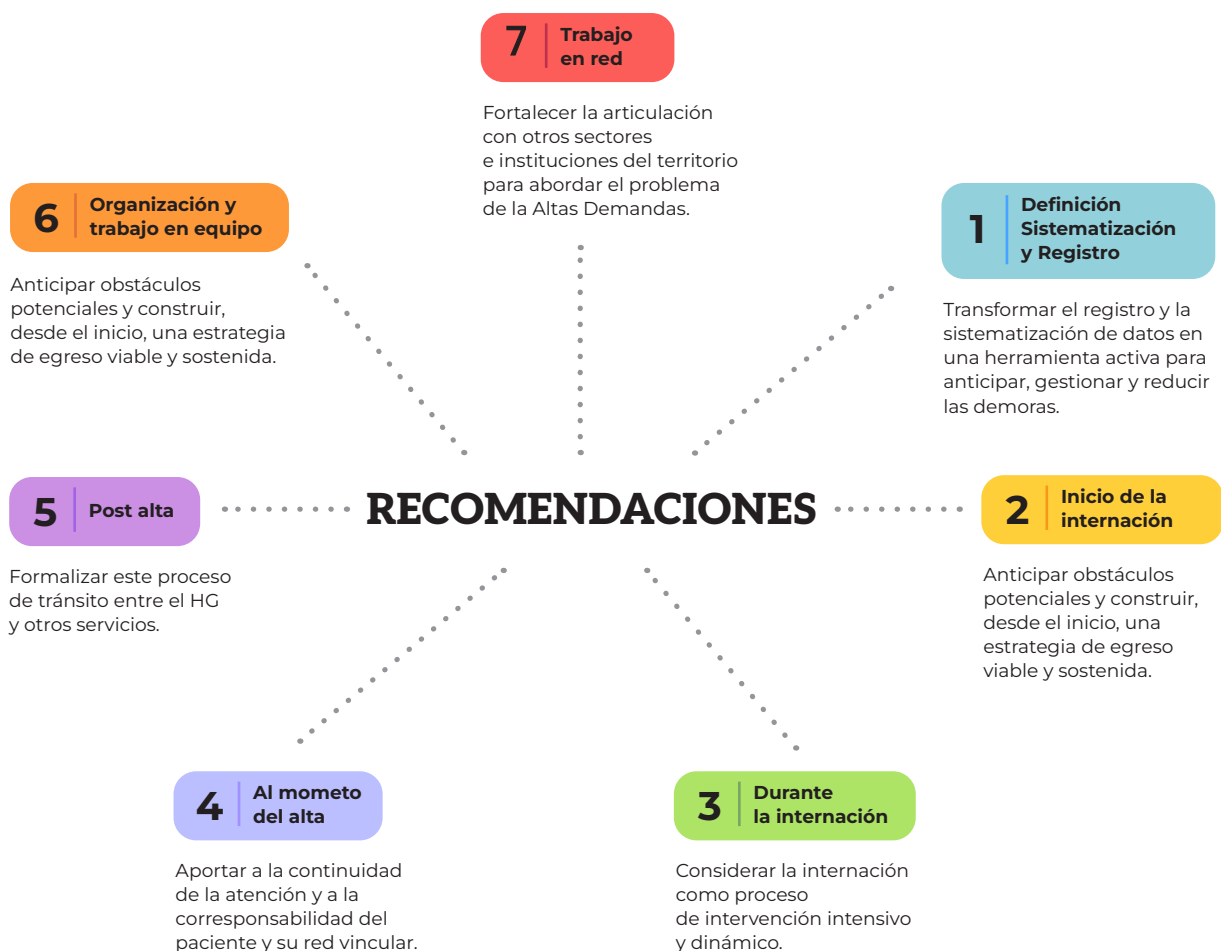 7
Trabajo
en red
Fortalecer la articulación
con otros sectores
e instituciones del territorio
para abordar el problema
de la Altas Demandas.
6
Organización y
trabajo en equipo
Anticipar obstáculos
potenciales y construir,
desde el inicio, una estrategia
de egreso viable y sostenida.
1
Definición
Sistematización
y Registro
Transformar el registro y la
sistematización de datos en
una herramienta activa para
anticipar, gestionar y reducir
las demoras.
5
Post alta
Formalizar este proceso
de tránsito entre el HG
y otros servicios.
RECOMENDACIONES
2
Inicio de la
internación
Anticipar obstáculos
potenciales y construir,
desde el inicio, una
estrategia de egreso
viable y sostenida.
4
Al mometo
del alta
Aportar a la continuidad
de la atención y a la
corresponsabilidad del
paciente y su red vincular.
3
Durante
la internación
Considerar la internación
como proceso
de intervención intensivo
y dinámico.